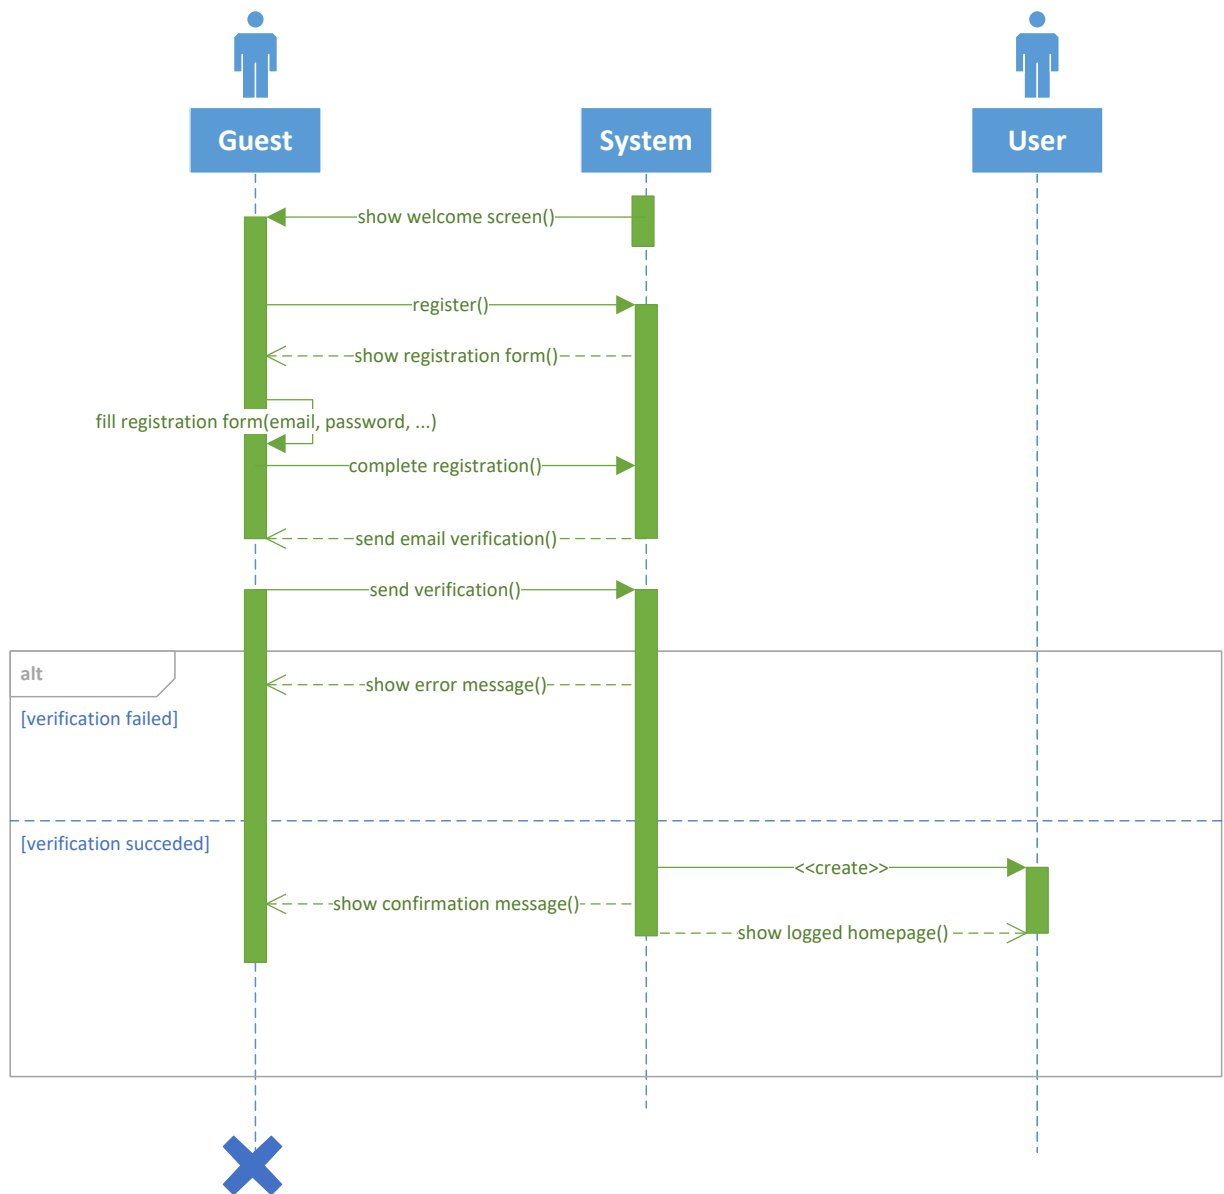 Guest
System
User
show welcome screen()
register()
show registration form()
fill registration form(email, password, ...)
complete registration()
send email verification()
send verification()
alt
show error message()
[verification failed]
[verification succeded]
<<create>>
show confirmation message()
show logged homepage()